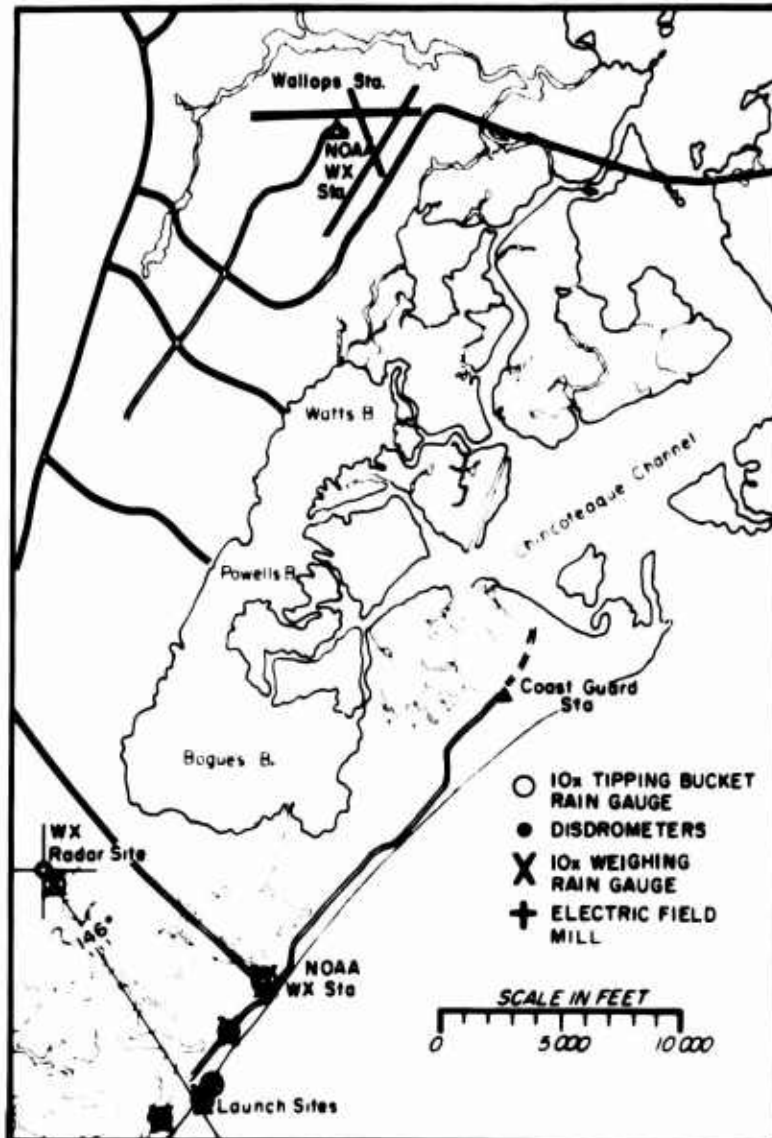 Wallops Sta.
NOAA
WX
Sta.
Watts B.
Chincoteague Channel
Powells B.
Coast Guard
Sta
Bogues B.
10x TIPPING BUCKET
RAIN GAUGE
DISDROMETERS
10x WEIGHING
RAIN GAUGE
ELECTRIC FIELD
MILL
WX
Radar Site
146°
NOAA
WX Sta
SCALE IN FEET
0 5000 10000
Launch Sites